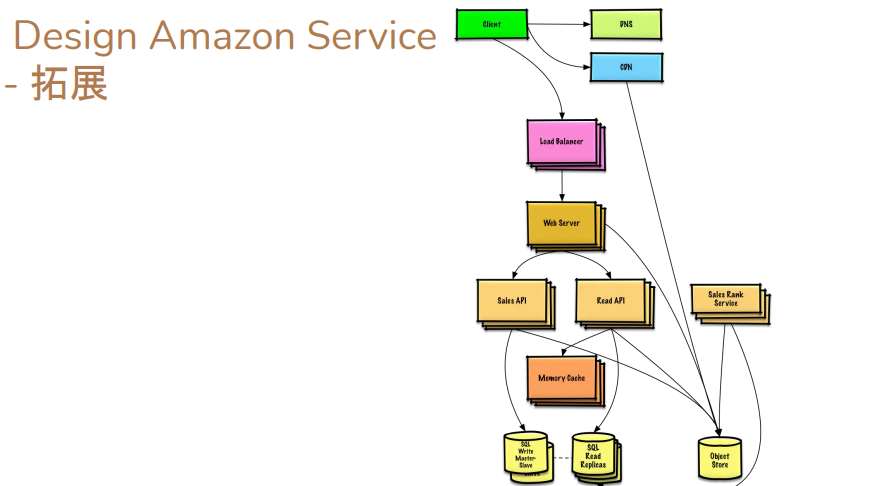 Design Amazon Service
- 拓展
Client
DNS
CDN
Load Balancer
Web Server
Sales API
Read API
Sales Rank
Service
Memory Cache
SQL
Write
Master-
Slave
SQL
Read
Replicas
Object
Store